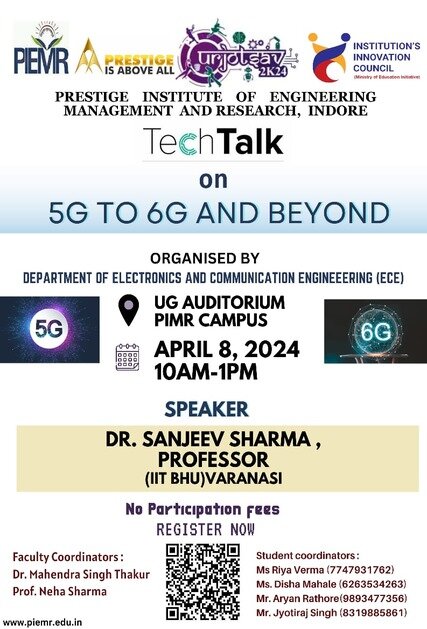 PIEMR
PRESTIGE
IS ABOVE ALL
Urjotsav
2K24
INSTITUTION'S
INNOVATION
COUNCIL
(Ministry of Education Initiative)
PRESTIGE INSTITUTE OF ENGINEERING
MANAGEMENT AND RESEARCH, INDORE
TechTalk
on
5G TO 6G AND BEYOND
ORGANISED BY
DEPARTMENT OF ELECTRONICS AND COMMUNICATION ENGINEEERING (ECE)
5G
UG AUDITORIUM
PIMR CAMPUS
6G
APRIL 8, 2024
10AM-1PM
SPEAKER
DR. SANJEEV SHARMA ,
PROFESSOR
(IIT BHU)VARANASI
No Participation fees
REGISTER NOW
Faculty Coordinators :
Dr. Mahendra Singh Thakur
Prof. Neha Sharma
Student coordinators :
Ms Riya Verma (7747931762)
Ms. Disha Mahale (6263534263)
Mr. Aryan Rathore(9893477356)
Mr. Jyotiraj Singh (8319885861)
www.piemr.edu.in